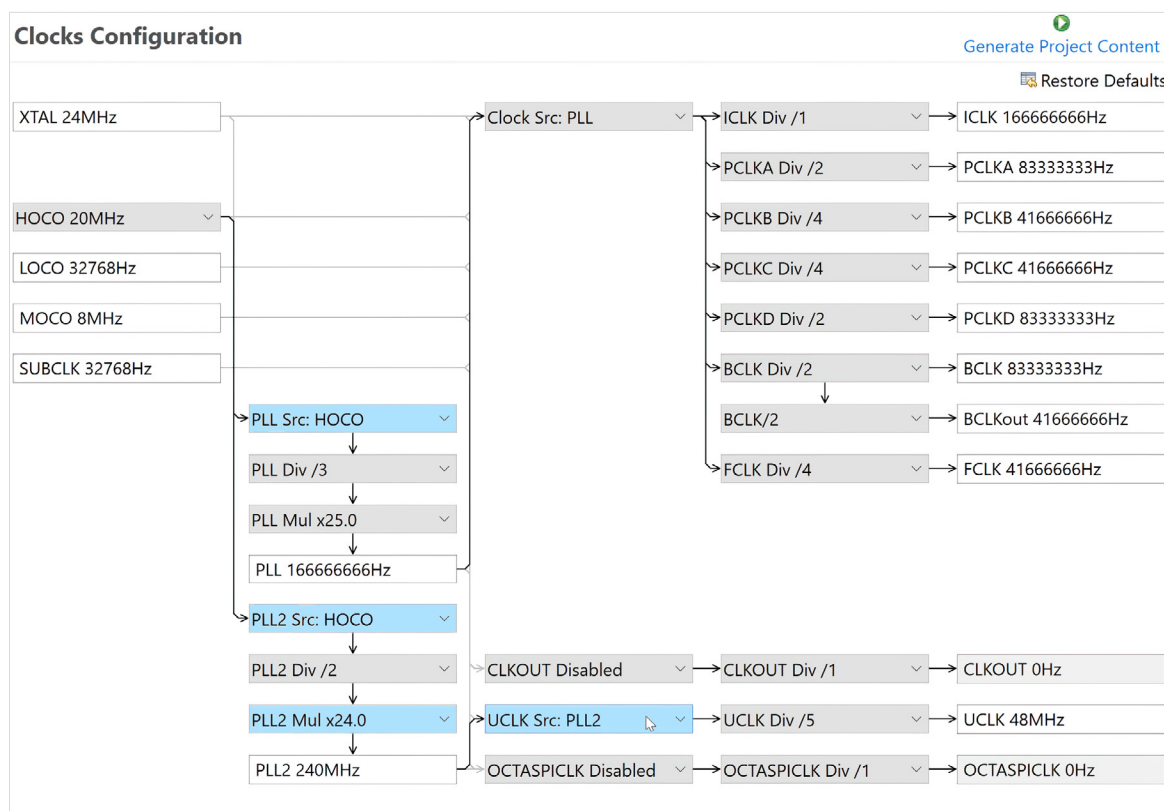 Clocks Configuration
Generate Project Content
Restore Defaults
XTAL 24MHz
Clock Src: PLL
ICLK Div /1
ICLK 166666666Hz
PCLKA Div /2
PCLKA 83333333Hz
HOCO 20MHz
PCLKB Div /4
PCLKB 41666666Hz
LOCO 32768Hz
PCLKC Div /4
PCLKC 41666666Hz
MOCO 8MHz
PCLKD Div /2
PCLKD 83333333Hz
SUBCLK 32768Hz
BCLK Div /2
BCLK 83333333Hz
PLL Src: HOCO
BCLK/2
BCLKout 41666666Hz
PLL Div /3
FCLK Div /4
FCLK 41666666Hz
PLL Mul x25.0
PLL 166666666Hz
PLL2 Src: HOCO
PLL2 Div /2
CLKOUT Disabled
CLKOUT Div /1
CLKOUT 0Hz
PLL2 Mul x24.0
UCLK Src: PLL2
UCLK Div /5
UCLK 48MHz
PLL2 240MHz
OCTASPICLK Disabled
OCTASPICLK Div /1
OCTASPICLK 0Hz